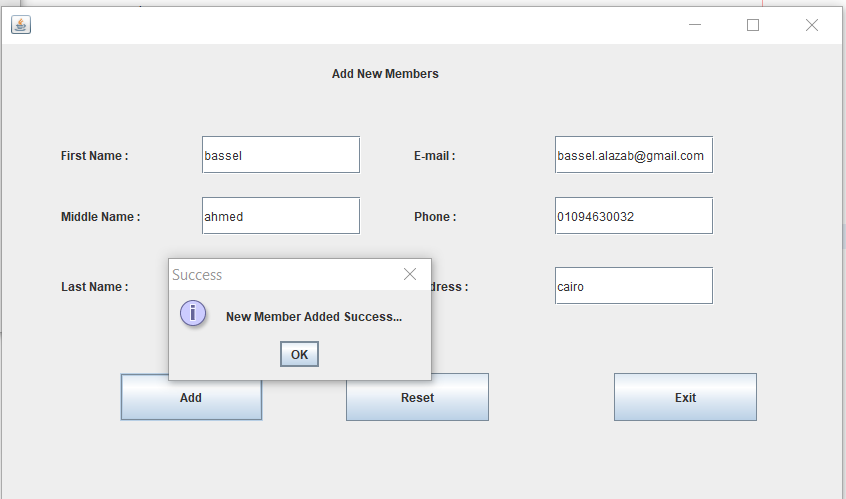 Add New Members
First Name :
bassel
E-mail :
bassel.alazab@gmail.com
Middle Name :
ahmed
Phone :
01094630032
Last Name :
dress :
cairo
Success
New Member Added Success...
OK
Add
Reset
Exit